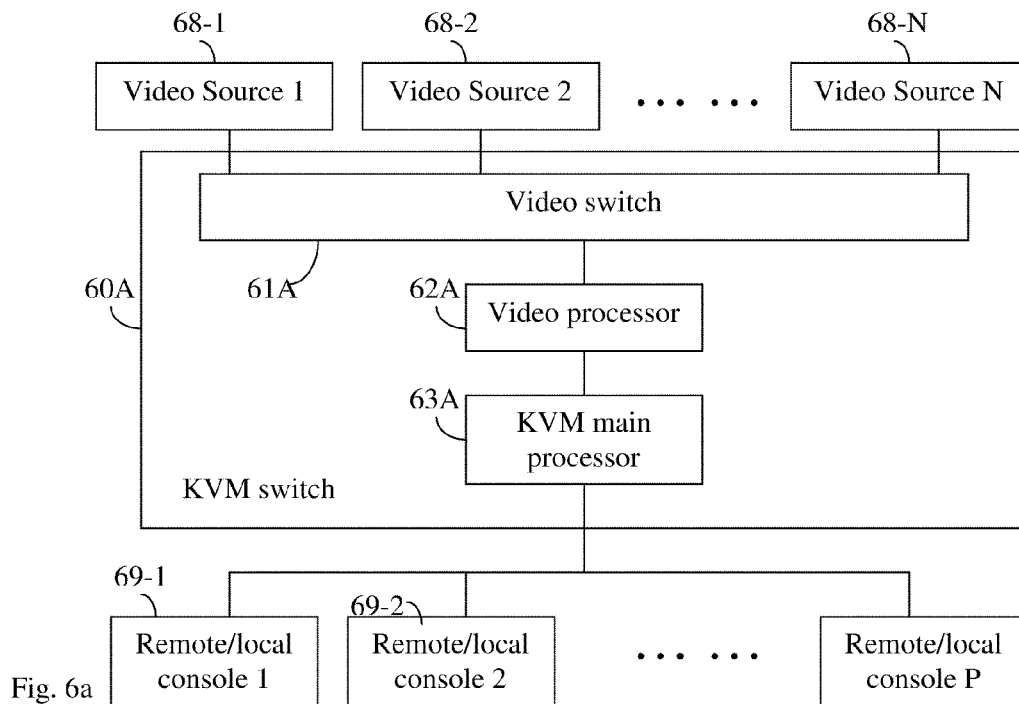 68-1
68-2
68-N
Video Source 1
Video Source 2
... ...
Video Source N
Video switch
60A
61A
62A
Video processor
63A
KVM main
processor
KVM switch
69-1
69-2
Remote/local
console 1
Remote/local
console 2
... ...
Remote/local
console P
Fig. 6a